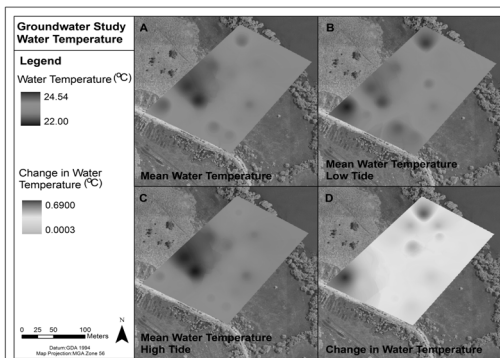 Groundwater Study
Water Temperature
Legend
Water Temperature (ºC)
24.54
22.00
Change in Water
Temperature (ºC)
0.6900
0.0003
0 25 50 100
Meters
N
Datum:GDA 1994
Map Projection:MGA Zone 56
A
Mean Water Temperature
B
Mean Water Temperature
Low Tide
C
Mean Water Temperature
High Tide
D
Change in Water Temperature